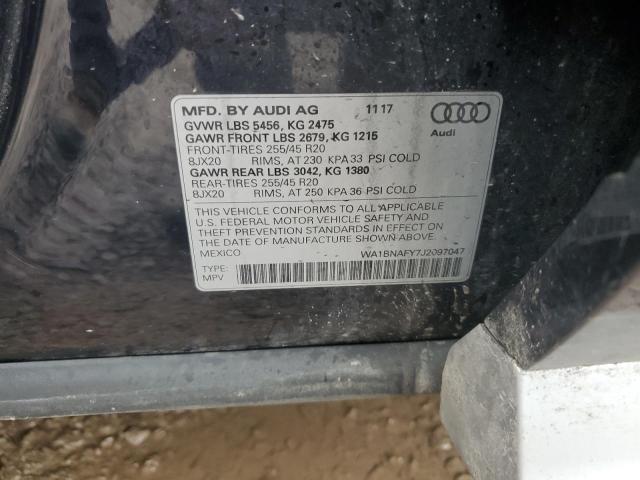 MFD. BY AUDI AG 11 17
GVWR LBS 5456, KG 2475
GAWR FRONT LBS 2679, KG 1215
FRONT-TIRES 255/45 R20
8JX20 RIMS, AT 230 KPA 33 PSI COLD
GAWR REAR LBS 3042, KG 1380
REAR-TIRES 255/45 R20
8JX20 RIMS, AT 250 KPA 36 PSI COLD
Audi
THIS VEHICLE CONFORMS TO ALL APPLICABLE
U.S. FEDERAL MOTOR VEHICLE SAFETY AND
THEFT PREVENTION STANDARDS IN EFFECT ON
THE DATE OF MANUFACTURE SHOWN ABOVE.
MEXICO WA1BNAFY7J2097047
TYPE:
MPV